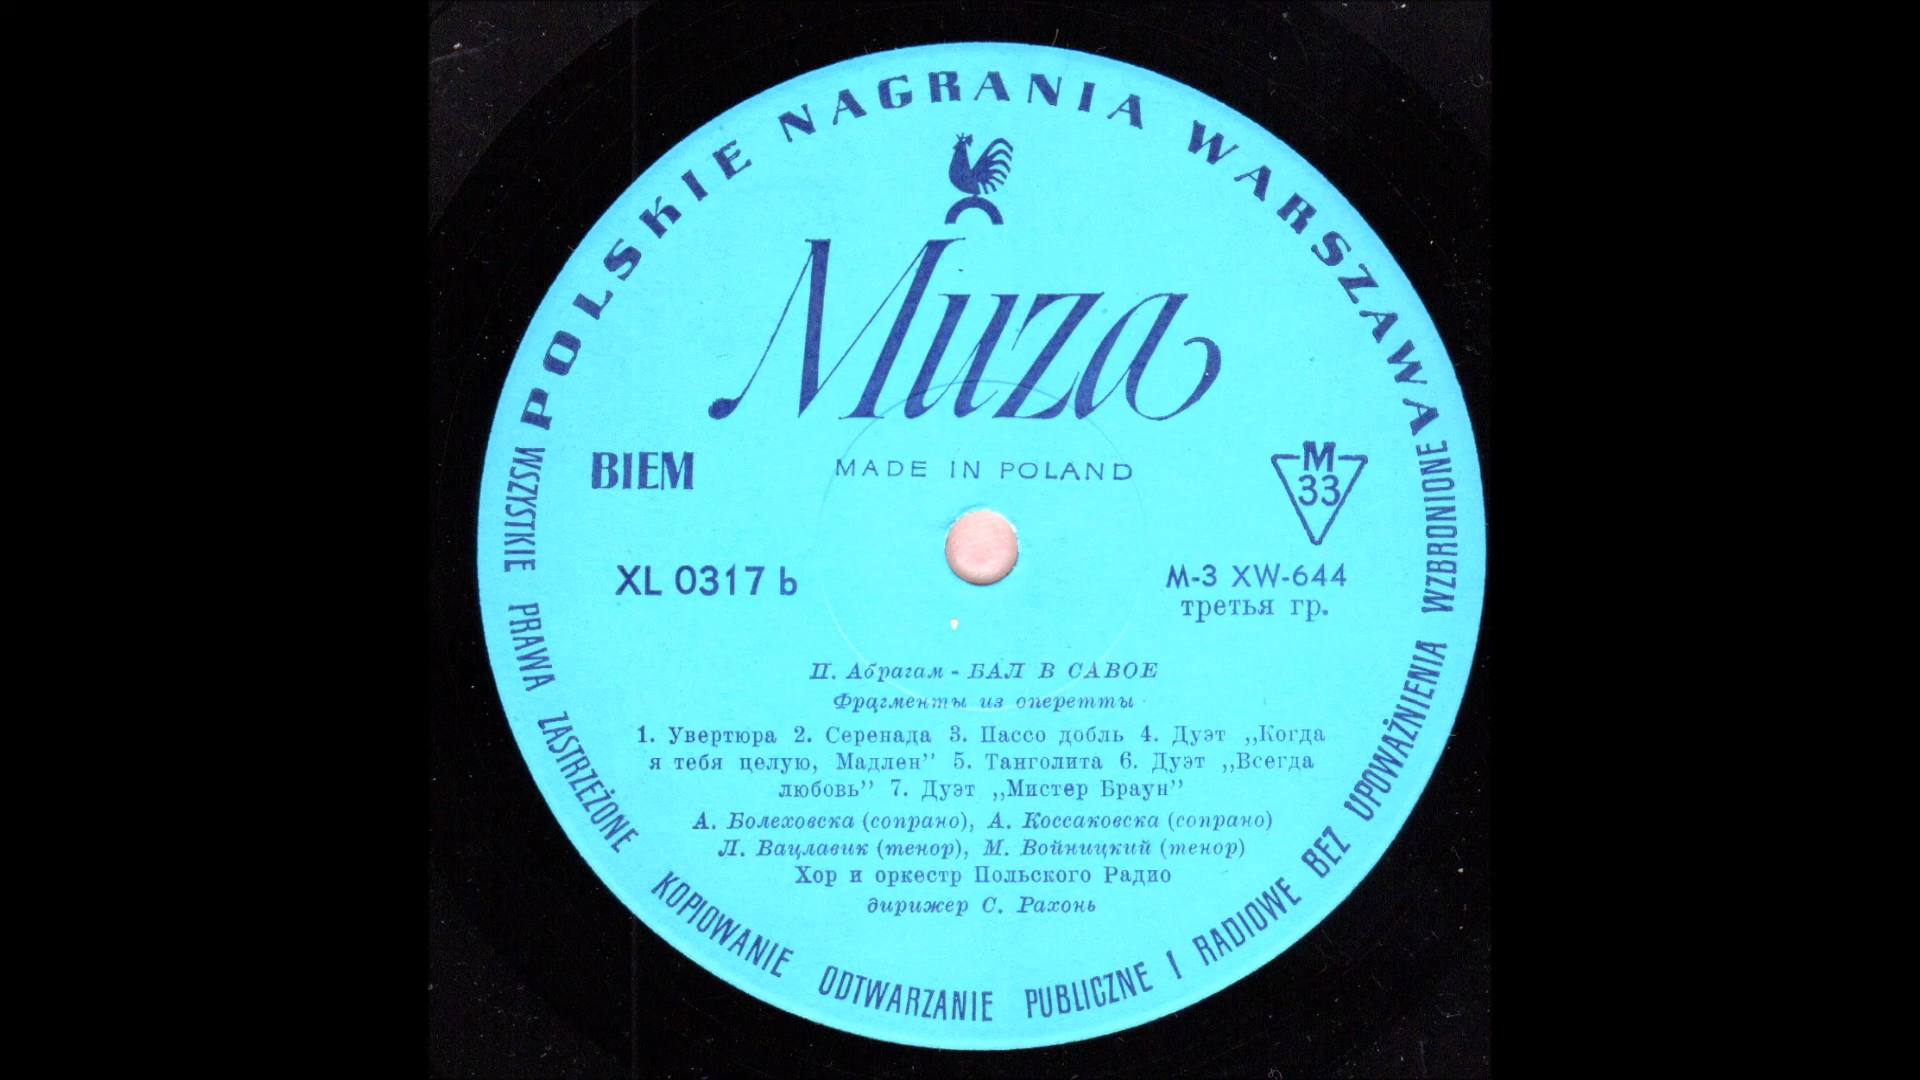 POLSKIE NAGRANIA WARSZAWA
Muza
BIEM
MADE IN POLAND
M
33
XL 0317 b
М-3 XW-644
третья гр.
П. Абрагам - БАЛ В САВОЕ
Фрагменты из оперетты
1. Увертюра 2. Серенада 3. Пассо добль 4. Дуэт ,,Когда
я тебя целую, Мадлен" 5. Танголита 6. Дуэт ,,Всегда
любовь" 7. Дуэт ,,Мистер Браун"
А. Болеховска (сопрано), А. Коссаковска (сопрано)
Л. Вацлавик (тенор), М. Войницкий (тенор)
Хор и оркестр Польского Радио
дирижер С. Рахонь
WSZYSTKIE PRAWA ZASTRZEŻONE KOPIOWANIE ODTWARZANIE PUBLICZNE I RADIOWE BEZ UPOWAŻNIENIA WZBRONIONE